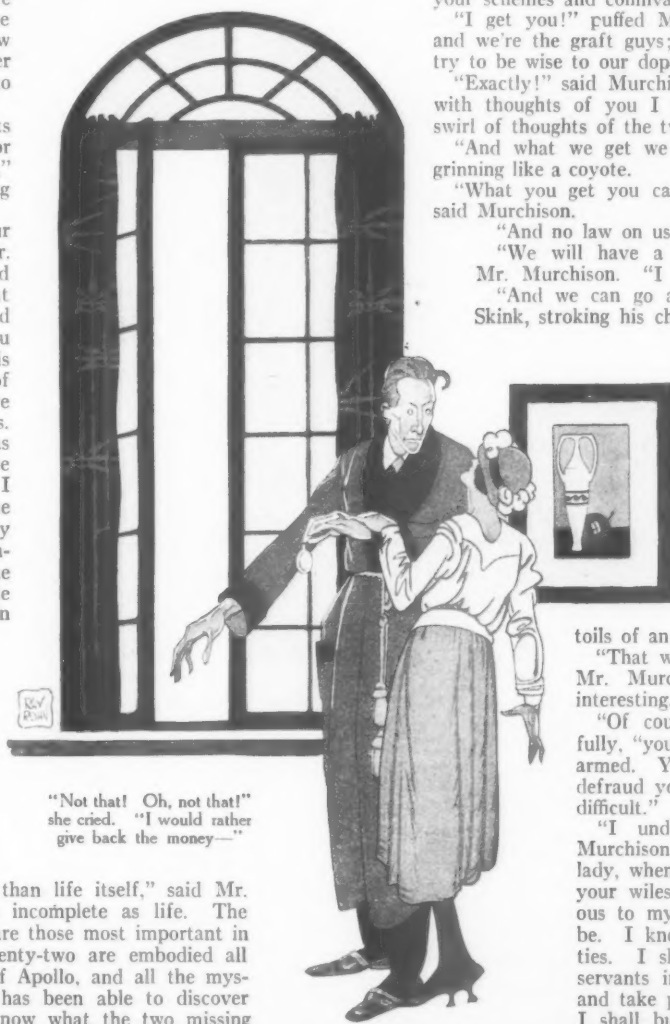 your schemes and
"I get you!" puffed M
and we're the graft guys;
try to be wise to our dop
"Exactly!" said Murchi
with thoughts of you I
swirl of thoughts of the t
"And what we get we
grinning like a coyote.
"What you get you ca
said Murchison.
"And no law on us
"We will have a
Mr. Murchison. "I
"And we can go a
Skink, stroking his ch
RAY
ROHN
"Not that! Oh, not that!"
she cried. "I would rather
give back the money—"
than life itself," said Mr.
incomplete as life. The
are those most important in
enty-two are embodied all
f Apollo, and all the mys-
has been able to discover
now what the two missing
toils of an
"That w
Mr. Murc
interesting
"Of cou
fully, "you
armed. Y
defraud yo
difficult."
"I und
Murchison
lady, when
your wiles
ous to my
be. I kno
ties. I sh
servants i
and take
I shall bu